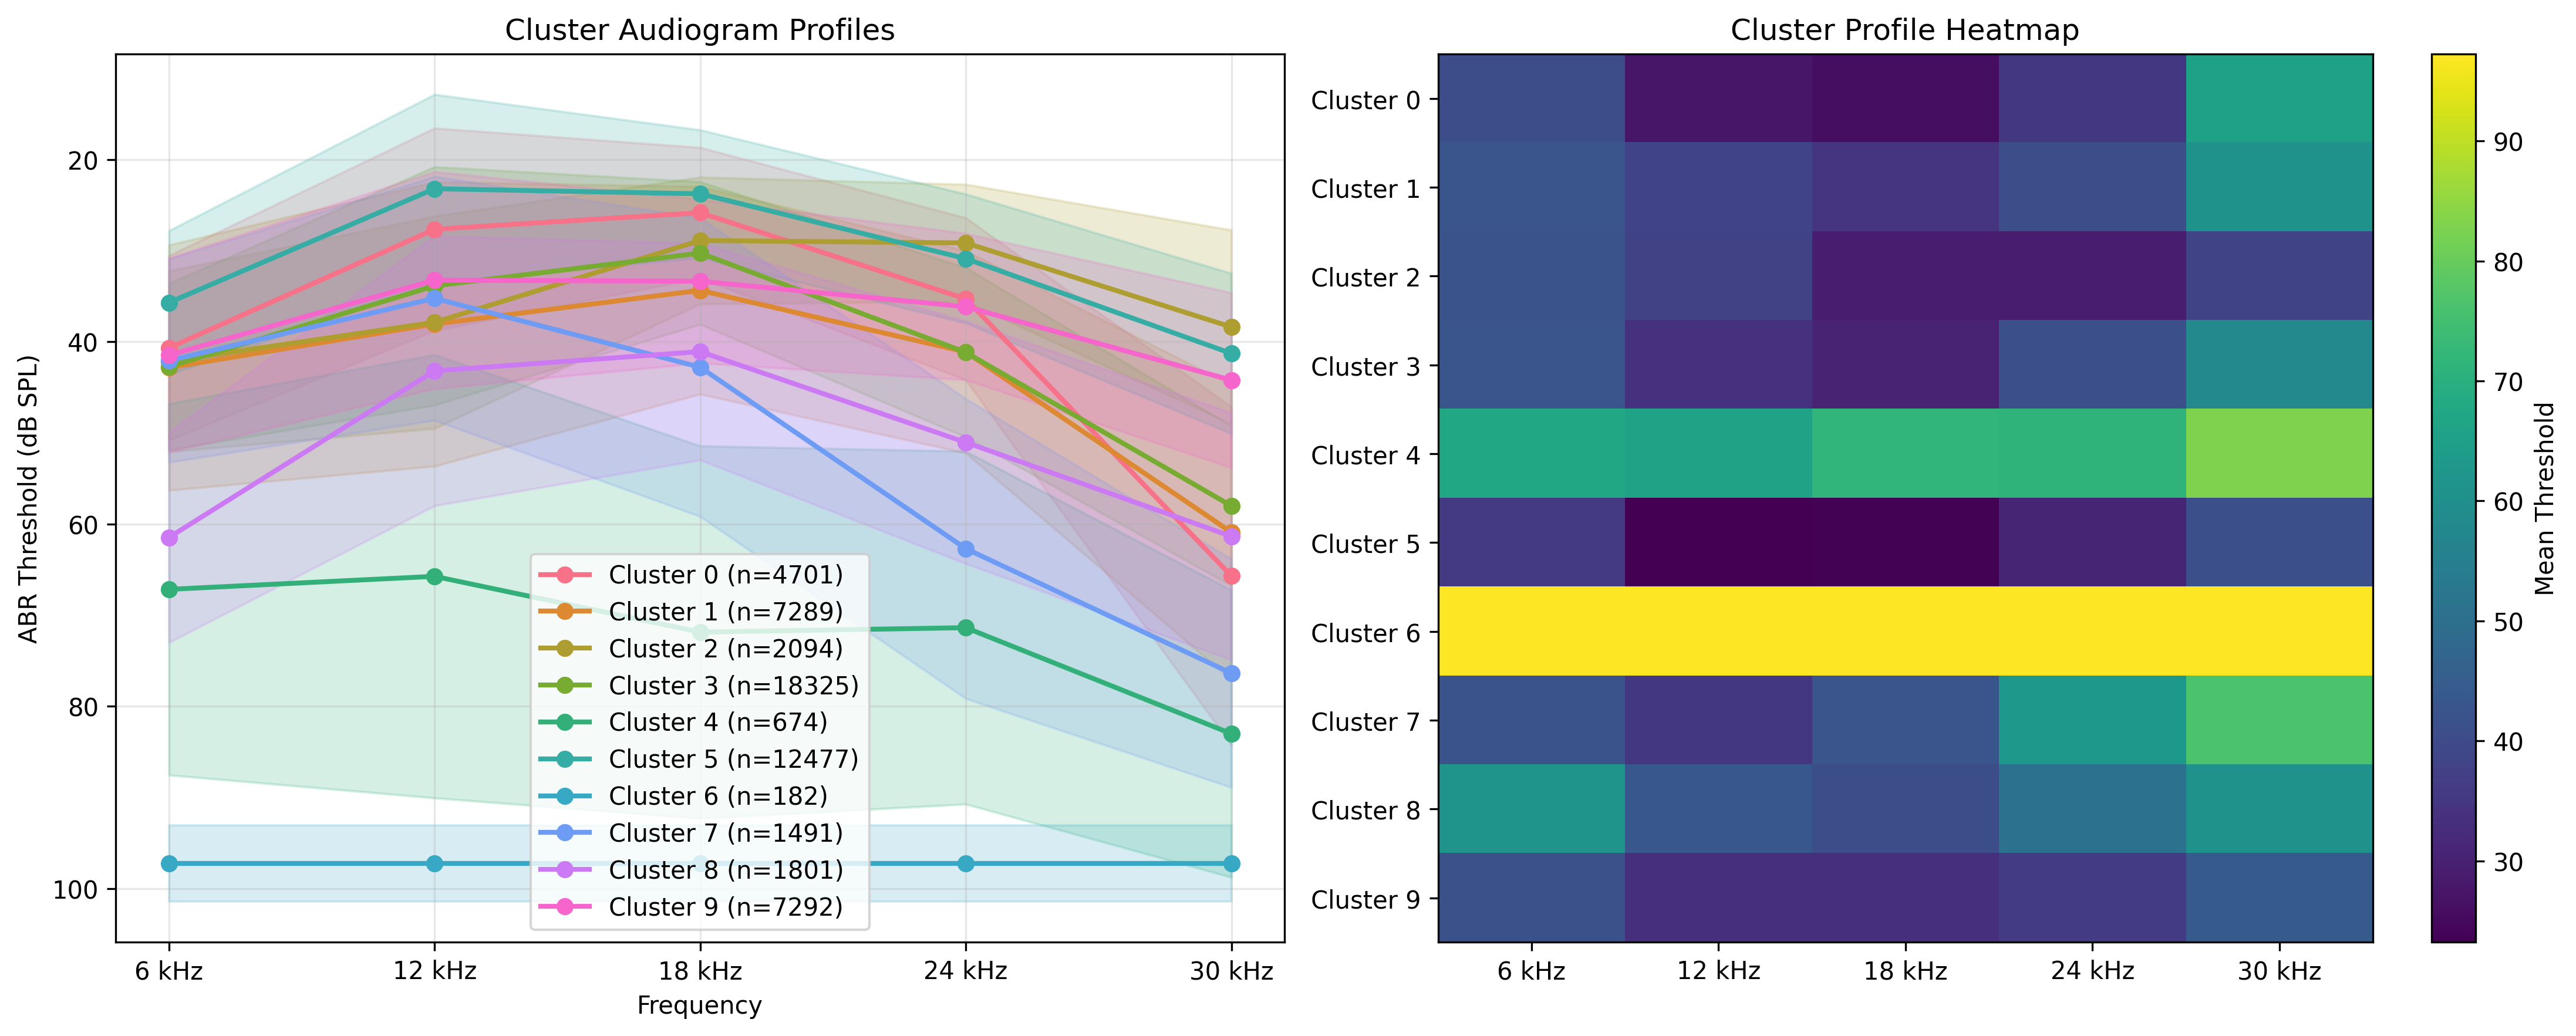 Cluster Audiogram Profiles
ABR Threshold (dB SPL)
20
40
60
80
100
Cluster 0 (n=4701)
Cluster 1 (n=7289)
Cluster 2 (n=2094)
Cluster 3 (n=18325)
Cluster 4 (n=674)
Cluster 5 (n=12477)
Cluster 6 (n=182)
Cluster 7 (n=1491)
Cluster 8 (n=1801)
Cluster 9 (n=7292)
6 kHz 12 kHz 18 kHz 24 kHz 30 kHz
Frequency
Cluster Profile Heatmap
Cluster 0
Cluster 1
Cluster 2
Cluster 3
Cluster 4
Cluster 5
Cluster 6
Cluster 7
Cluster 8
Cluster 9
6 kHz 12 kHz 18 kHz 24 kHz 30 kHz
90
80
70
60
50
40
30
Mean Threshold